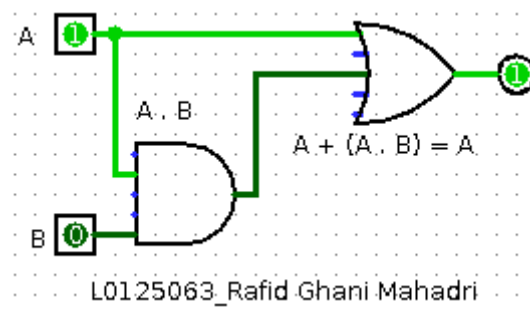 A 1
1
A . B
A + (A . B) = A
B 0
L0125063_Rafid Ghani Mahadri